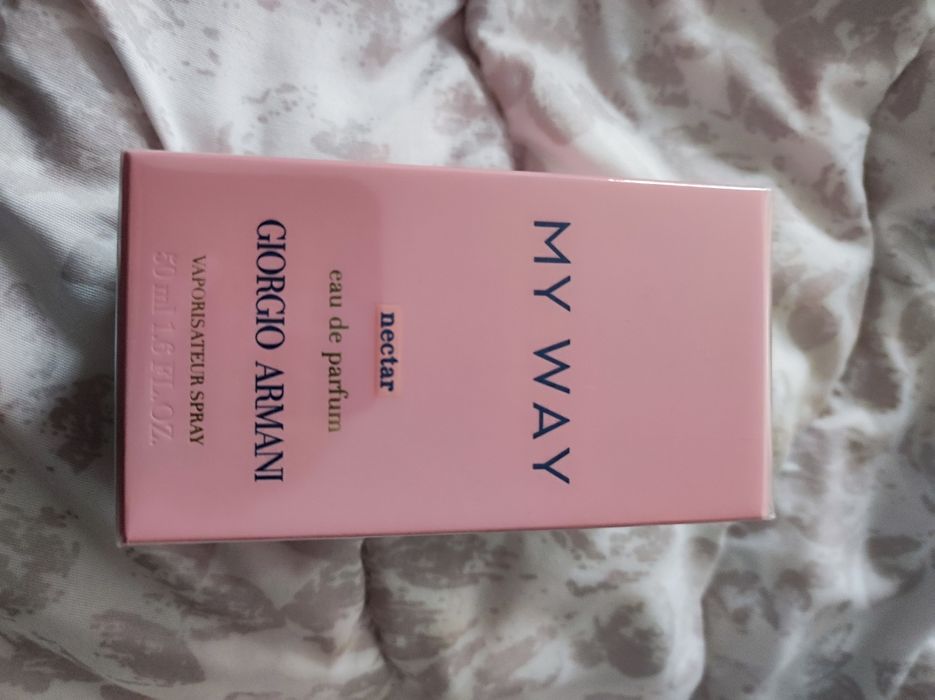 MY WAY
nectar
eau de parfum
GIORGIO ARMANI
VAPORISATEUR SPRAY
50 ml 1.6 FL.OZ.